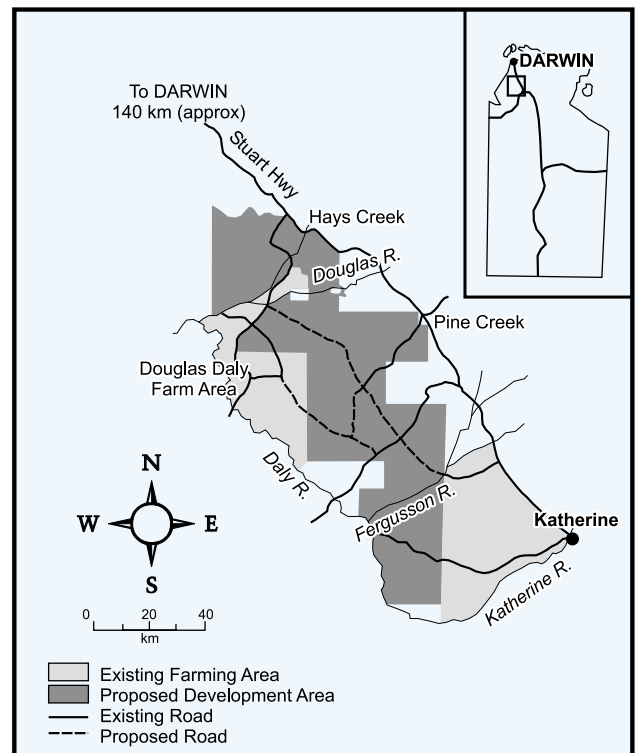 DARWIN
To DARWIN
140 km (approx)
Stuart Hwy
Hays Creek
Douglas R.
Pine Creek
Douglas Daly
Farm Area
Daly R.
Fergusson R.
Katherine
Katherine R.
N
W
E
S
0 20 40
km
Existing Farming Area
Proposed Development Area
Existing Road
Proposed Road